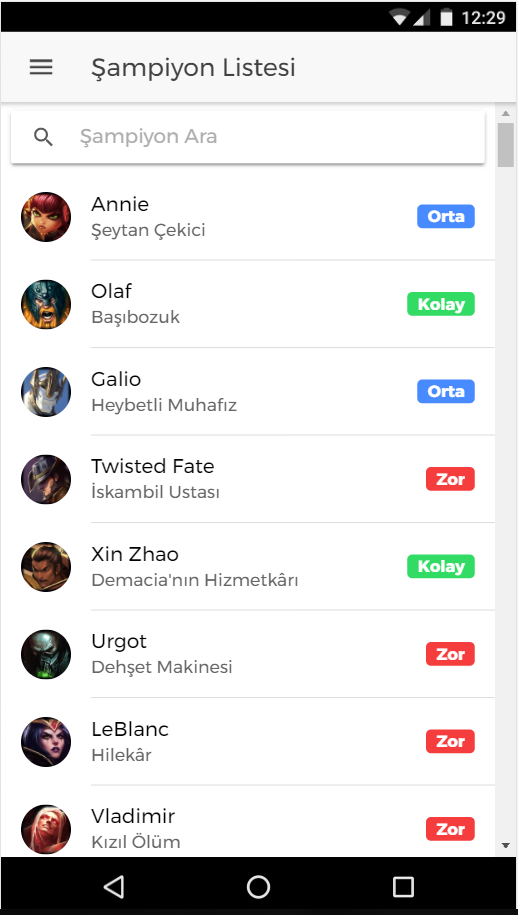 12:29
Şampiyon Listesi
Şampiyon Ara
Annie
Şeytan Çekici
Orta
Olaf
Başıbozuk
Kolay
Galio
Heybetli Muhafız
Orta
Twisted Fate
İskambil Ustası
Zor
Xin Zhao
Demacia'nın Hizmetkârı
Kolay
Urgot
Dehşet Makinesi
Zor
LeBlanc
Hilekâr
Zor
Vladimir
Kızıl Ölüm
Zor